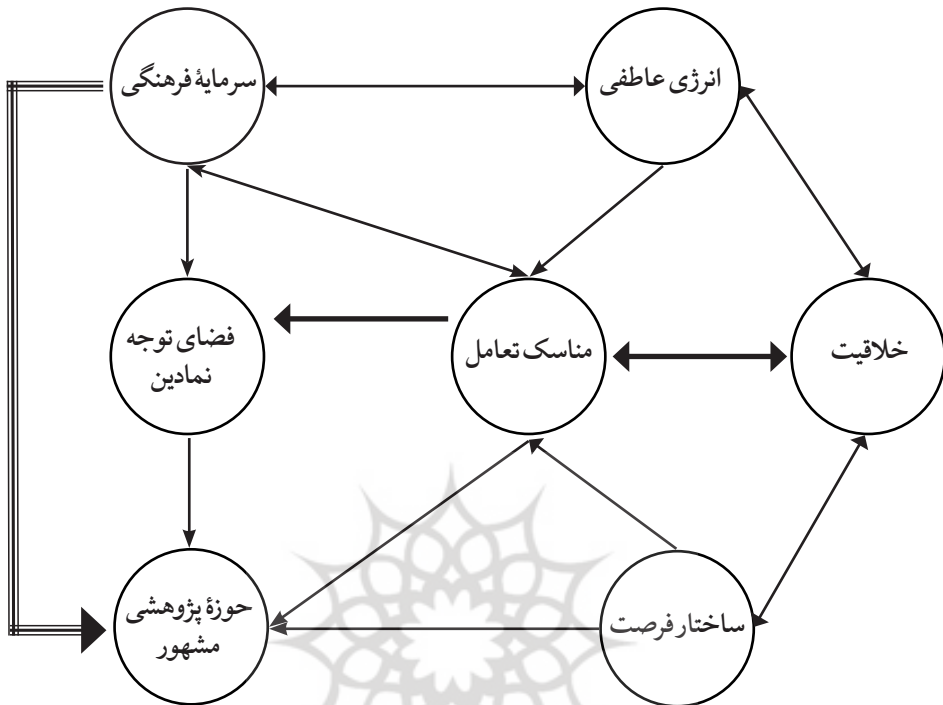 سرمایهٔ فرهنگی
انرژی عاطفی
فضای توجه
نمادین
مناسک تعامل
خلاقیت
حوزهٔ پژوهشی
مشهور
ساختار فرصت